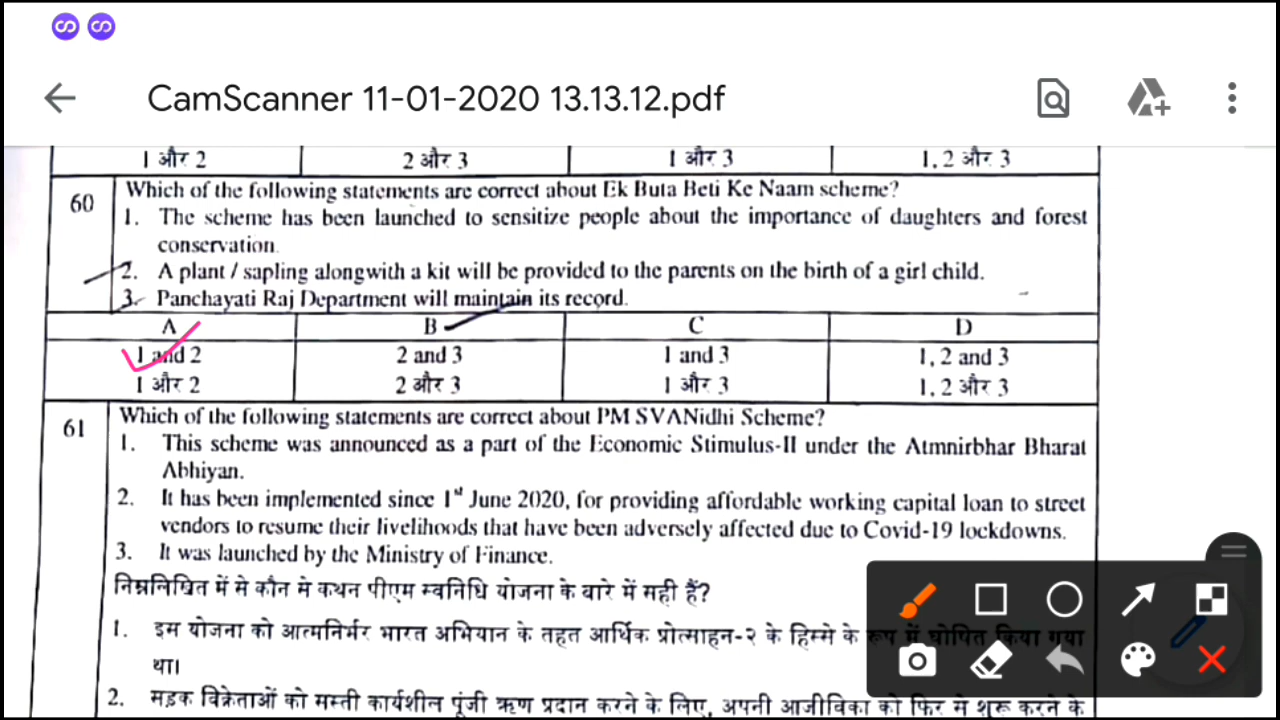 CamScanner 11-01-2020 13.13.12.pdf
1 और 2 2 और 3 1 और 3 1, 2 और 3
60 Which of the following statements are correct about Ek Buta Beti Ke Naam scheme?
1. The scheme has been launched to sensitize people about the importance of daughters and forest
conservation.
2. A plant / sapling alongwith a kit will be provided to the parents on the birth of a girl child.
3. Panchayati Raj Department will maintain its record.
A B C D
1 and 2 2 and 3 1 and 3 1, 2 and 3
1 और 2 2 और 3 1 और 3 1, 2 और 3
61 Which of the following statements are correct about PM SVANidhi Scheme?
1. This scheme was announced as a part of the Economic Stimulus-II under the Atmnirbhar Bharat
Abhiyan.
2. It has been implemented since 1st June 2020, for providing affordable working capital loan to street
vendors to resume their livelihoods that have been adversely affected due to Covid-19 lockdowns.
3. It was launched by the Ministry of Finance.
निम्नलिखित में से कौन से कथन पीएम स्वनिधि योजना के बारे में सही हैं?
1. इस योजना को आत्मनिर्भर भारत अभियान के तहत आर्थिक प्रोत्साहन-२ के हिस्से के रूप में घोषित किया गया
था।
2. सड़क विक्रेताओं को सस्ती कार्यशील पूंजी ऋण प्रदान करने के लिए, अपनी आजीविका को फिर से शुरू करने के